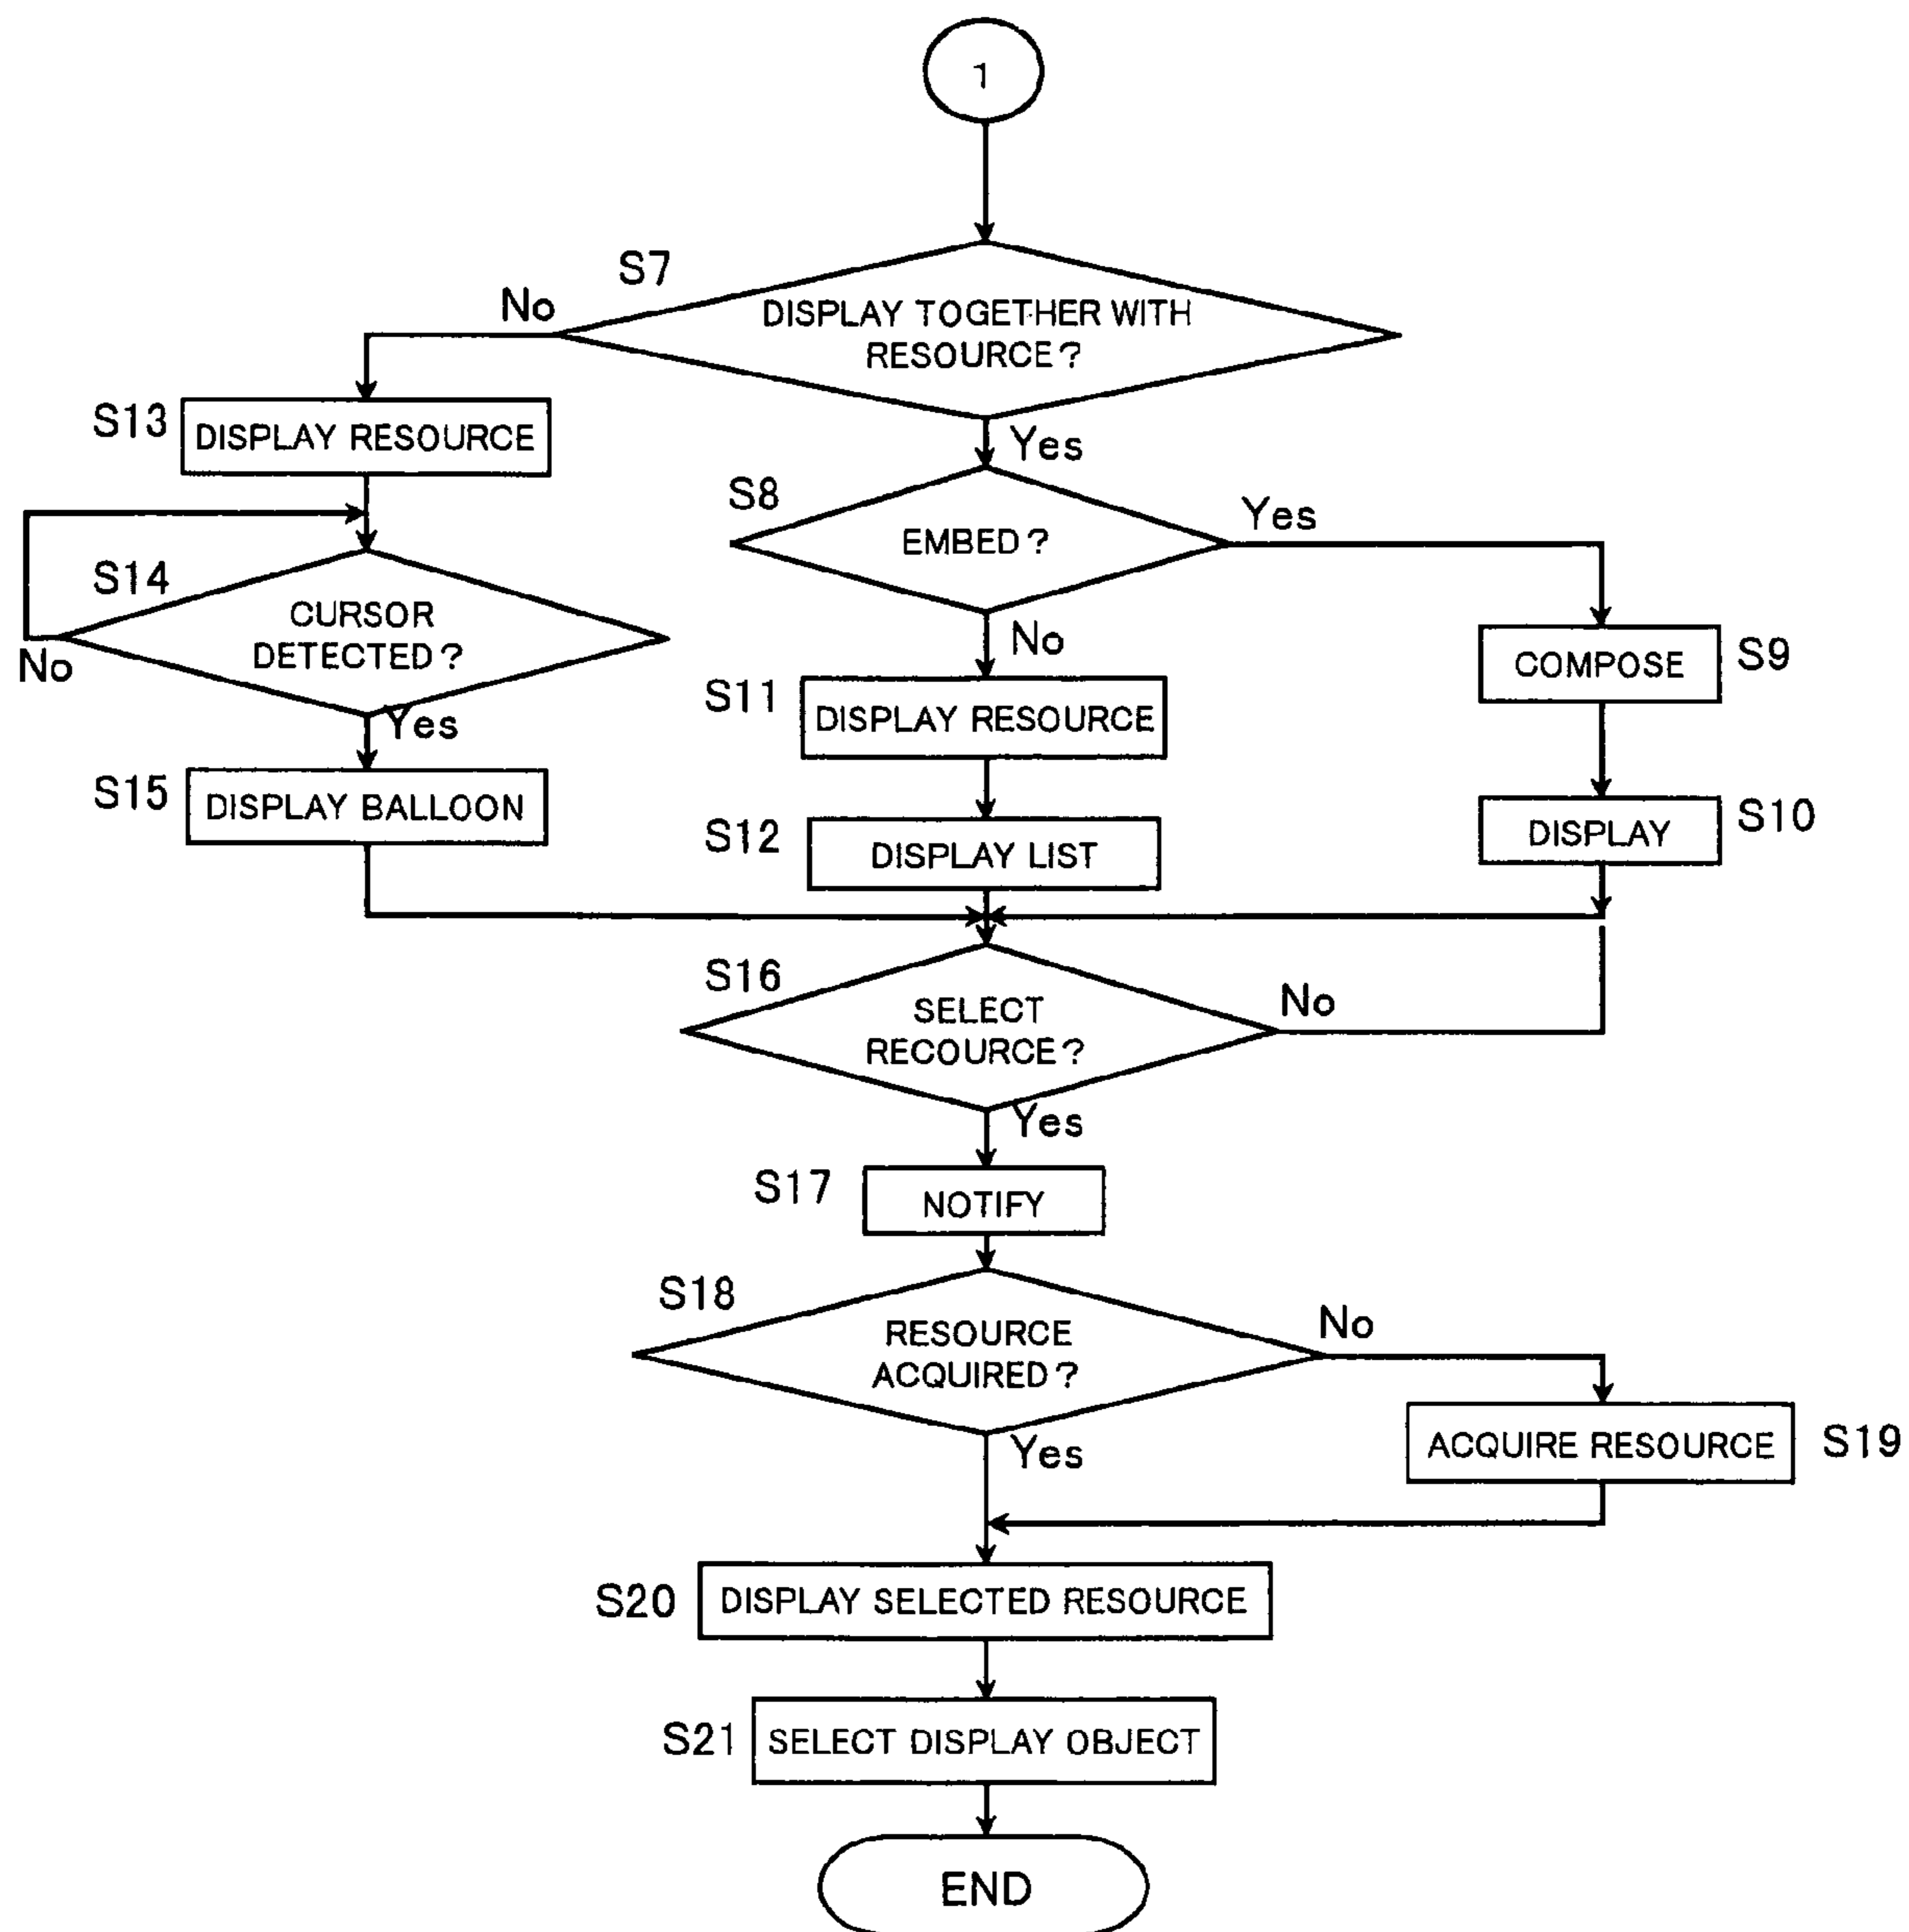 1
S7
No
DISPLAY TOGETHER WITH
RESOURCE?
Yes
S13
DISPLAY RESOURCE
S8
EMBED?
Yes
No
S14
CURSOR
DETECTED?
No
Yes
S9
COMPOSE
S11
DISPLAY RESOURCE
S15
DISPLAY BALLOON
S12
DISPLAY LIST
S10
DISPLAY
S16
SELECT
RECOURCE?
No
Yes
S17
NOTIFY
S18
RESOURCE
ACQUIRED?
No
Yes
ACQUIRE RESOURCE
S19
S20
DISPLAY SELECTED RESOURCE
S21
SELECT DISPLAY OBJECT
END